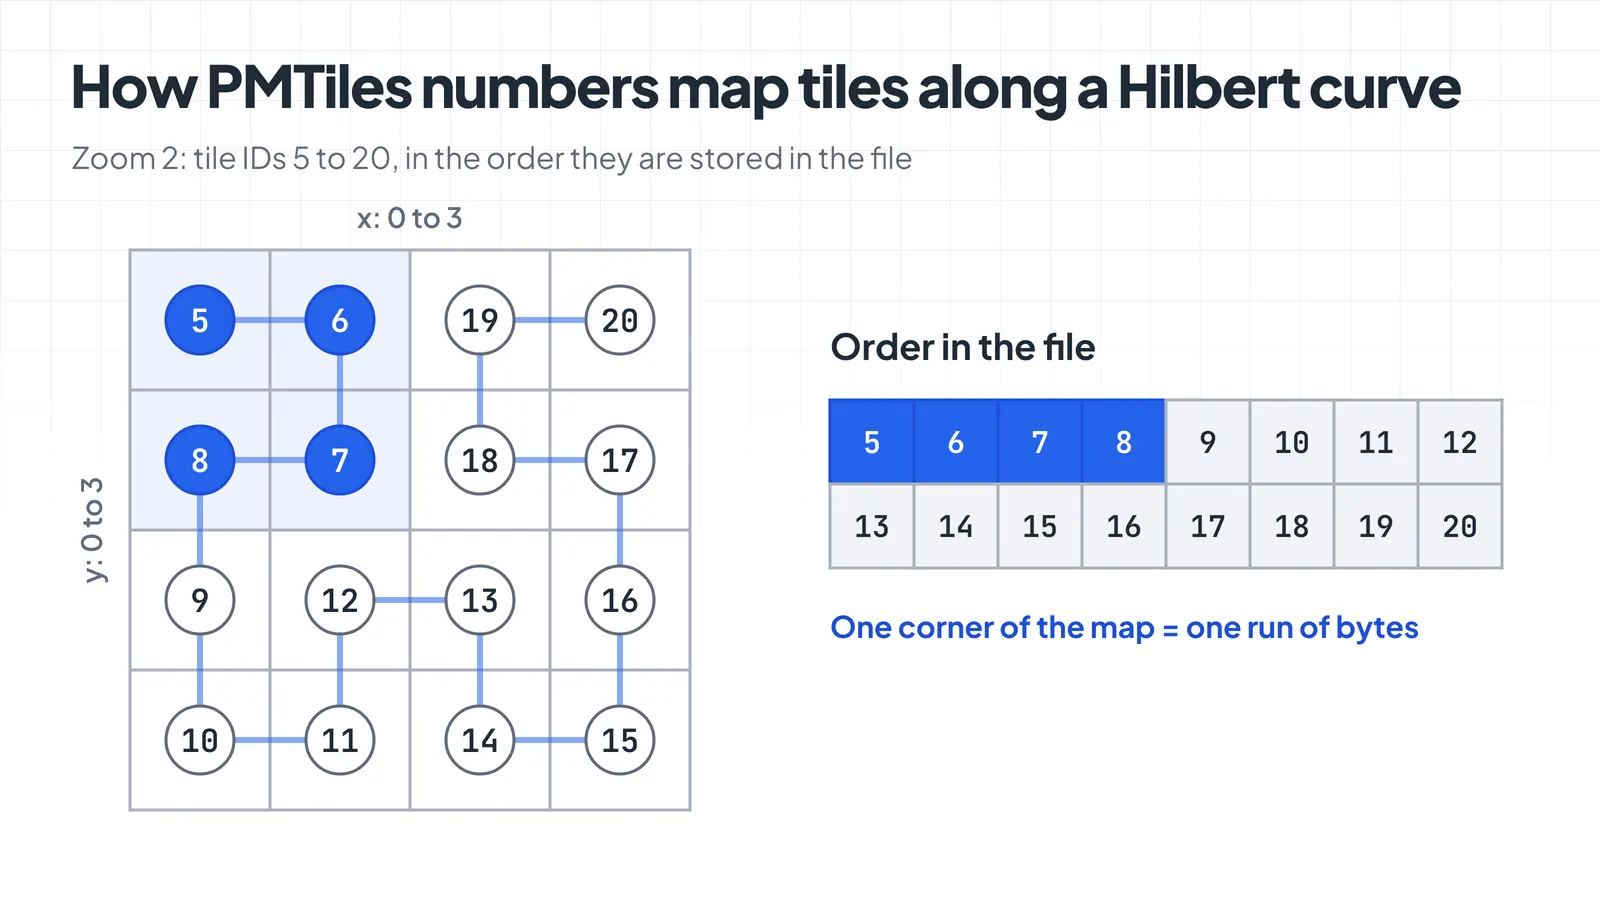 How PMTiles numbers map tiles along a Hilbert curve
Zoom 2: tile IDs 5 to 20, in the order they are stored in the file
x: 0 to 3
y: 0 to 3
5 6 19 20
8 7 18 17
9 12 13 16
10 11 14 15
Order in the file
5 6 7 8 9 10 11 12
13 14 15 16 17 18 19 20
One corner of the map = one run of bytes